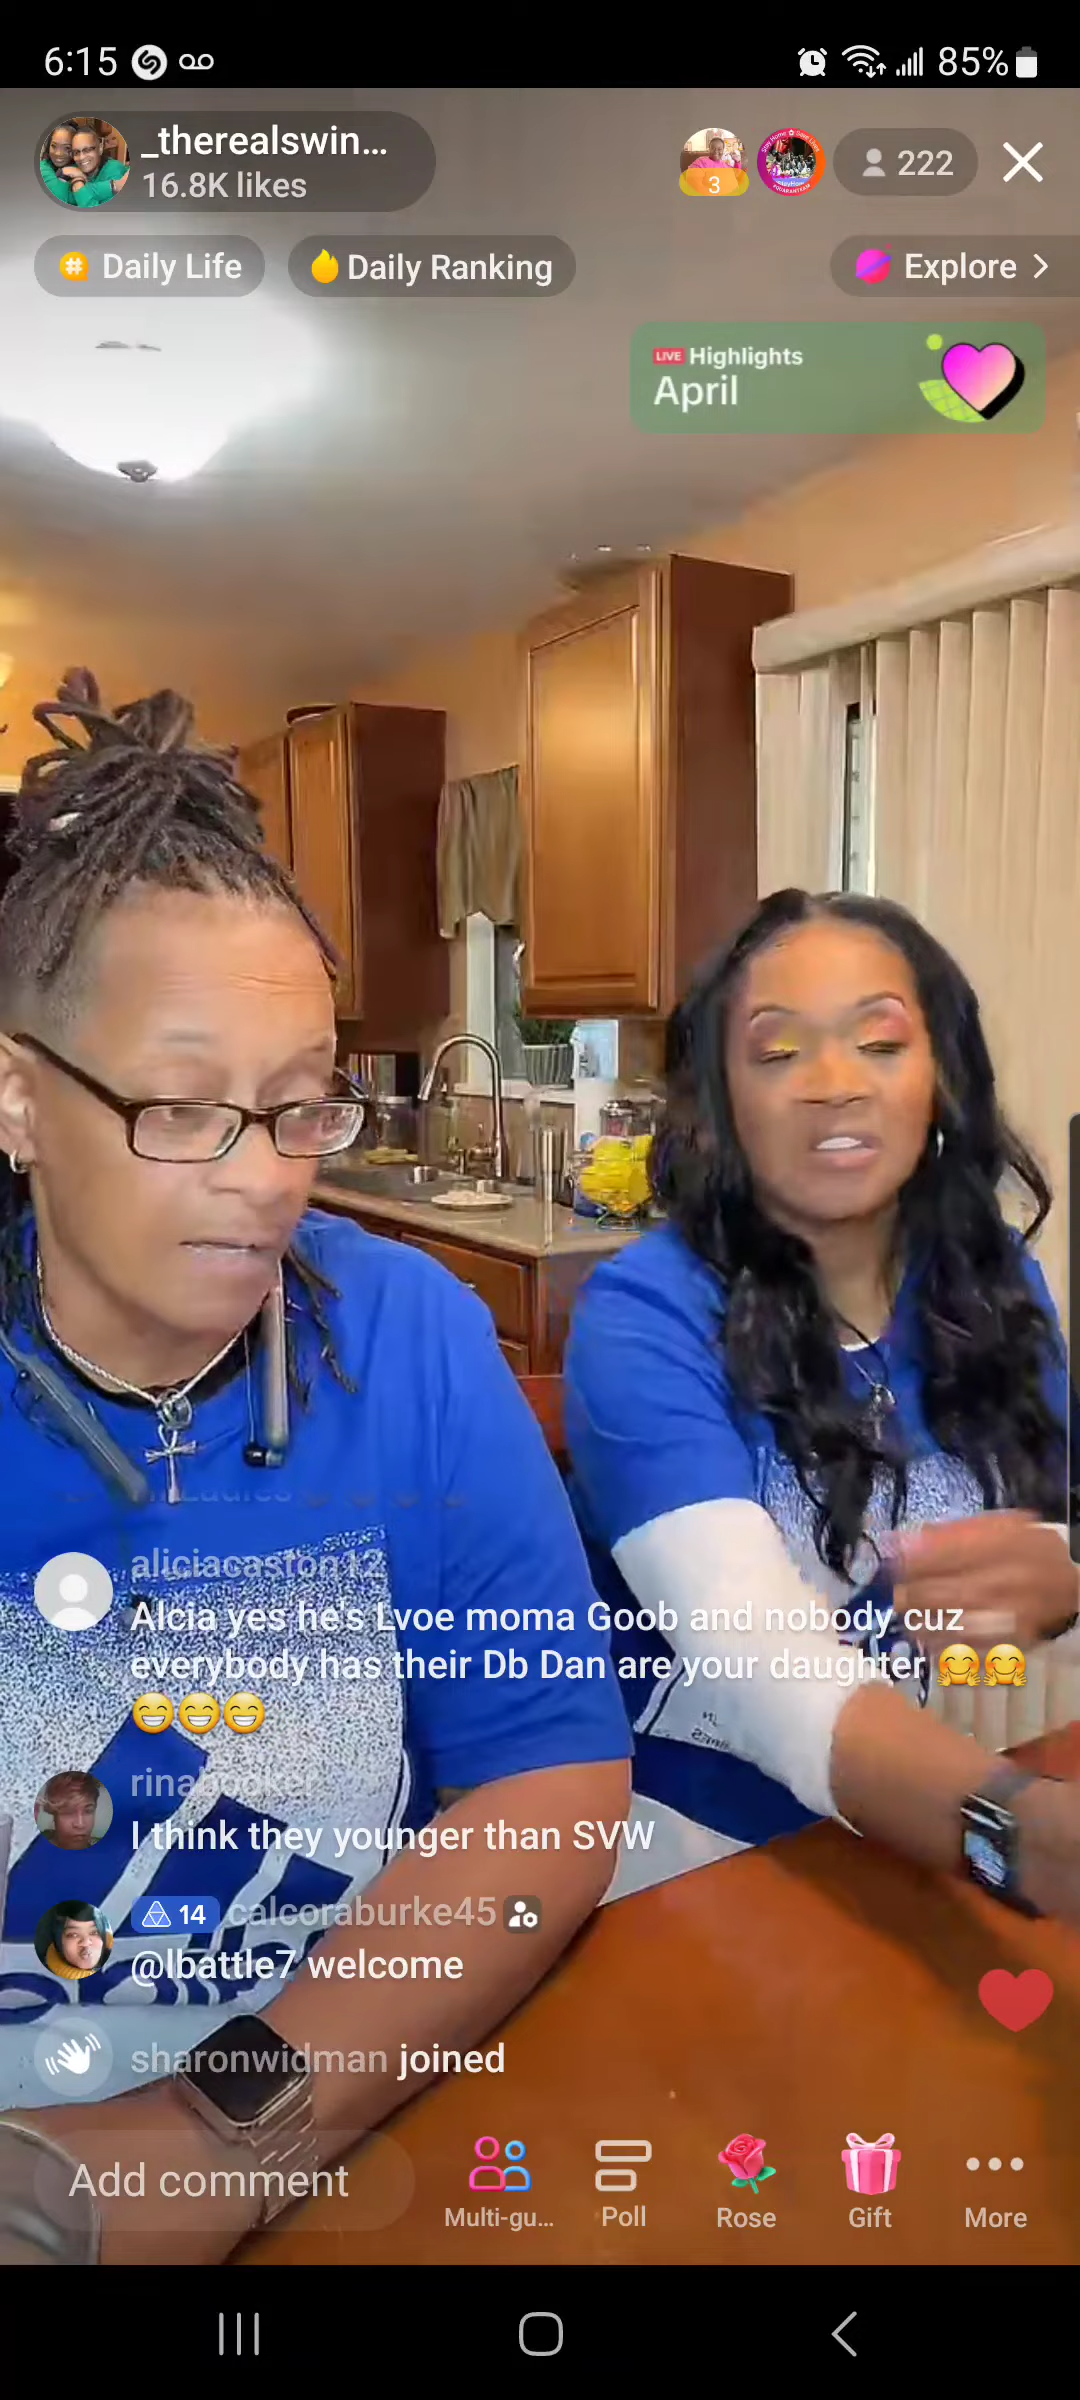 6:15
85%
_therealswin...
16.8K likes
3
222
Daily Life
Daily Ranking
Explore >
LIVE Highlights
April
aliciacaston12
Alcia yes he's Lvoe moma Goob and nobody cuz
everybody has their Db Dan are your daughter 🤗🤗
😁😁😁
rinabooker
I think they younger than SVW
14 calcoraburke45
@lbattle7 welcome
sharonwidman joined
Add comment
Multi-gu...
Poll
Rose
Gift
More